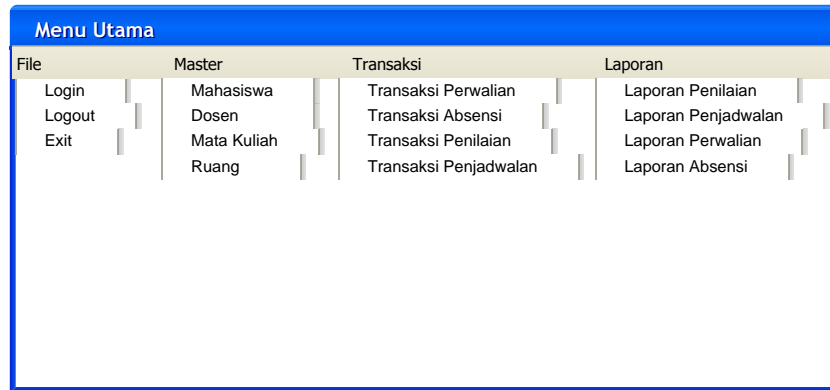 Menu Utama
File Master Transaksi Laporan
Login Mahasiswa Transaksi Perwalian Laporan Penilaian
Logout Dosen Transaksi Absensi Laporan Penjadwalan
Exit Mata Kuliah Transaksi Penilaian Laporan Perwalian
Ruang Transaksi Penjadwalan Laporan Absensi